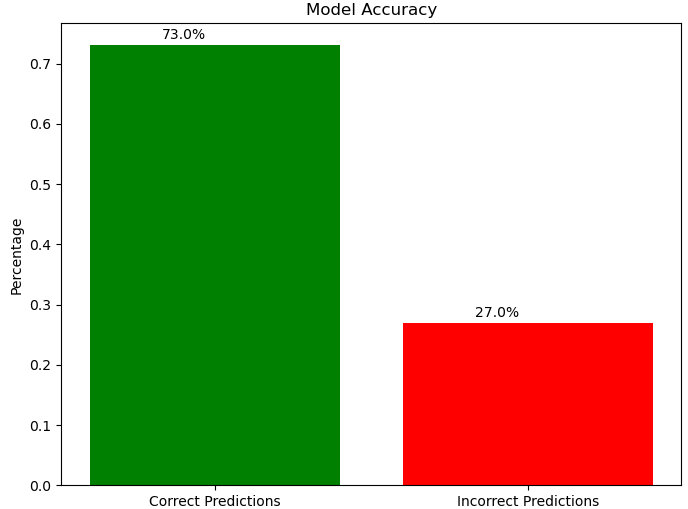 Model Accuracy
73.0%
27.0%
Percentage
0.7
0.6
0.5
0.4
0.3
0.2
0.1
0.0
Correct Predictions
Incorrect Predictions